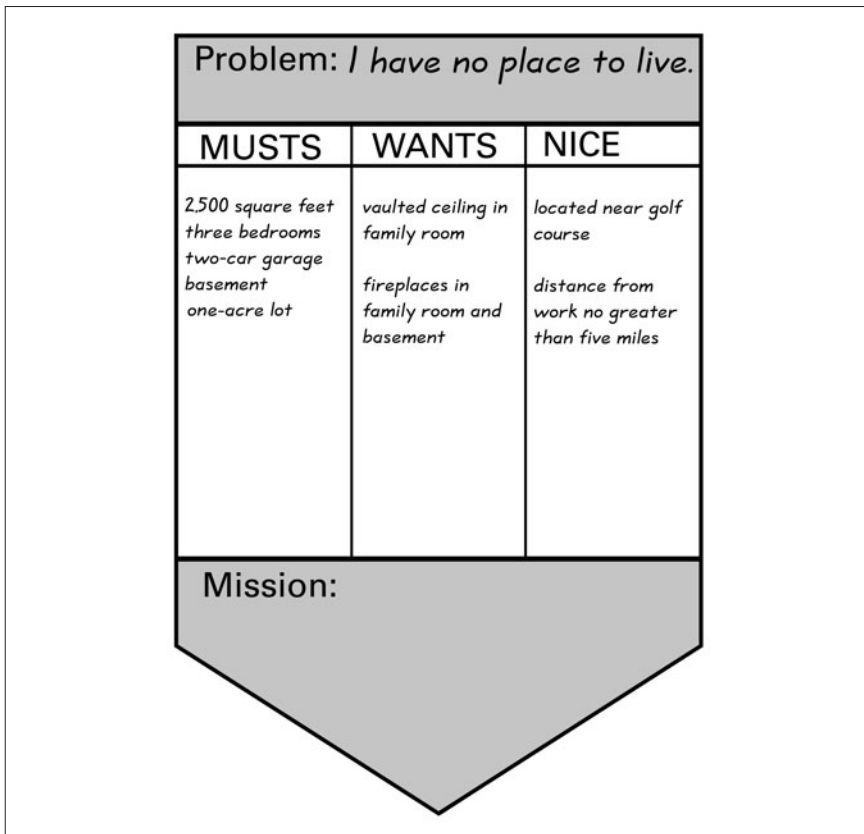 Problem: I have no place to live.
MUSTS
WANTS
NICE
2,500 square feet
three bedrooms
two-car garage
basement
one-acre lot
vaulted ceiling in
family room
fireplaces in
family room and
basement
located near golf
course
distance from
work no greater
than five miles
Mission: